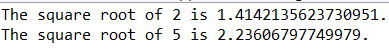 The square root of 2 is 1.4142135623730951.
The square root of 5 is 2.23606797749979.